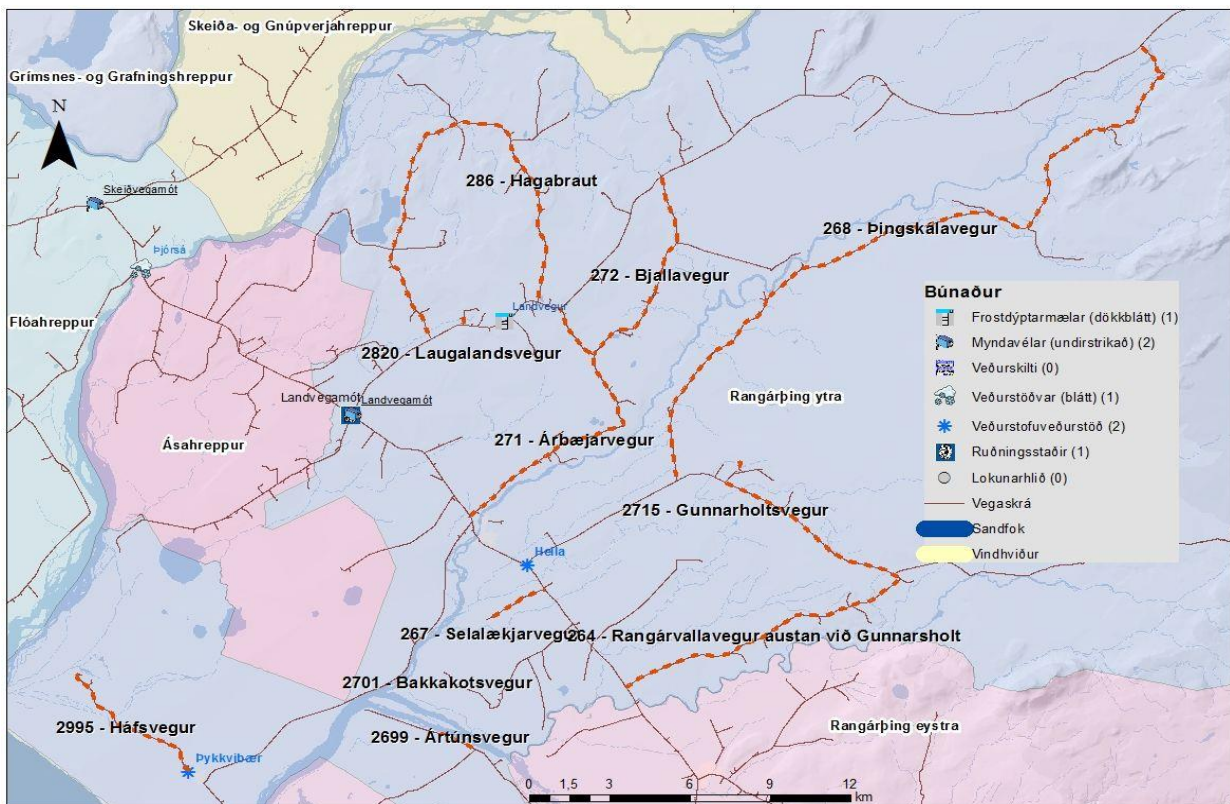 Skeiða- og Gnúpverjahreppur
Grímsnes- og Grafningshreppur
N
Skeiðvegamót
286 - Hagabraut
Þjórsá
268 - Þingskálavegur
272 - Bjallavegur
Landvegur
Flóahreppur
2820 - Laugalandsvegur
Landvegamót
Landvegamót
Rangárþing ytra
Ásahreppur
271 - Árbæjarvegur
2715 - Gunnarholtsvegur
Hella
267 - Selalækjarvegur
264 - Rangárvallavegur austan við Gunnarsholt
2701 - Bakkakotsvegur
2995 - Háfsvegur
2699 - Ártúnsvegur
Rangárþing eystra
Þykkvibær
Búnaður
Frostdýptarmælar (dökkblátt) (1)
Myndavélar (undirstrikað) (2)
Veðurskilti (0)
Veðurstöðvar (blátt) (1)
Veðurstofuveðurstöð (2)
Ruðningsstaðir (1)
Lokunarhlið (0)
Vegaskrá
Sandfok
Vindhviður
0 1,5 3 6 9 12
km